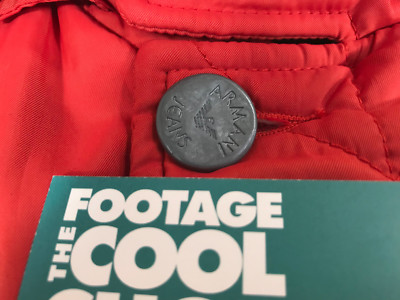 ARMANI
JEANS
FOOTAGE
THE COOL